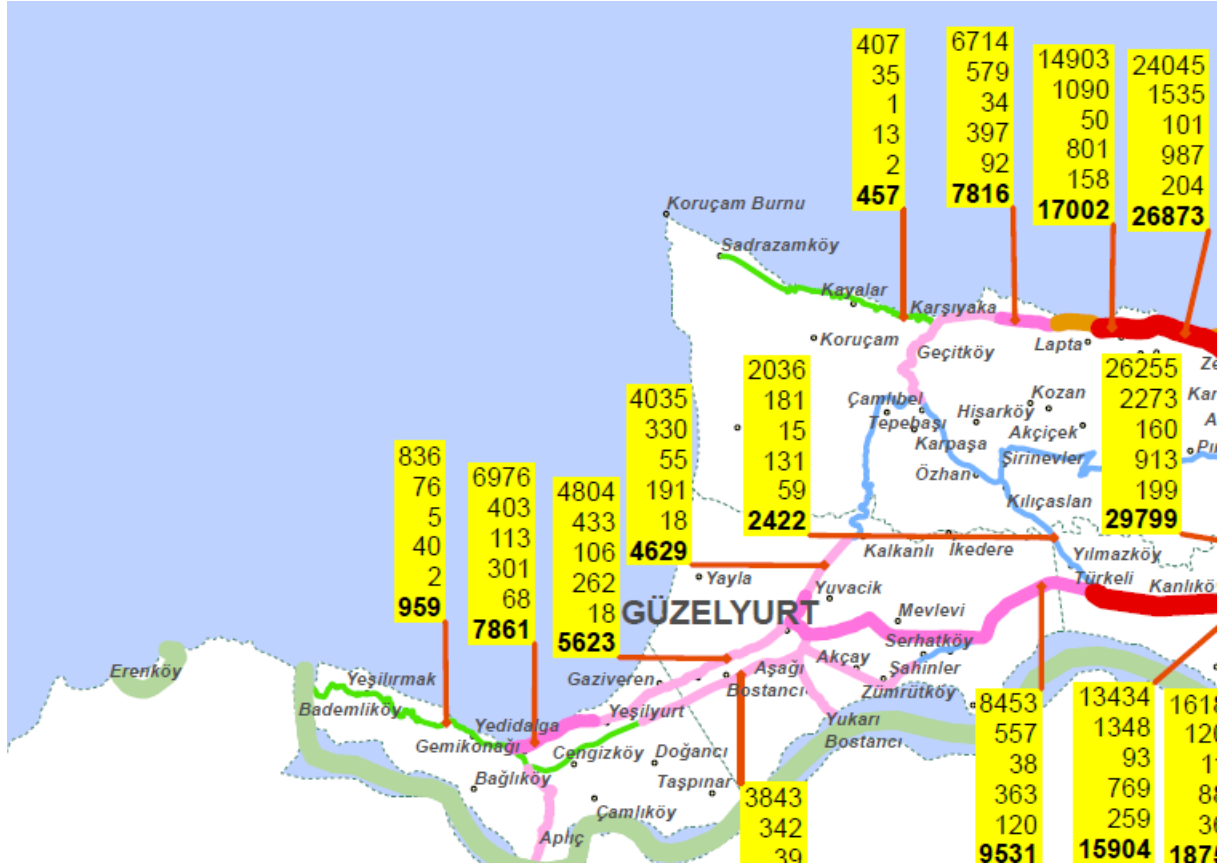 407
35
1
13
2
457
6714
579
34
397
92
7816
14903
1090
50
801
158
17002
24045
1535
101
987
204
26873
Koruçam Burnu
Sadrazamköy
Kayalar
Karşıyaka
Koruçam
Geçitköy
Lapta
26255
2273
160
913
199
29799
2036
181
15
131
59
2422
4035
330
55
191
18
4629
Çamlıbel
Tepebaşı
Karpaşa
Hisarköy
Kozan
Akçiçek
Şirinevler
Özhan
Kılıçaslan
836
76
5
40
2
959
6976
403
113
301
68
7861
4804
433
106
262
18
5623
Kalkanlı
İkedere
Yılmazköy
Türkeli
Kanlıköy
Yayla
Yuvacik
GÜZELYURT
Mevlevi
Serhatköy
Akçay
Şahinler
Zümrütköy
Aşağı
Bostancı
Gaziveren
Yukarı
Bostancı
Erenköy
Yeşilırmak
Bademliköy
Yedidalga
Yeşilyurt
Gemikonağı
Cengizköy
Doğancı
Bağlıköy
Taşpınar
Çamlıköy
Aplıç
3843
342
39
8453
557
38
363
120
9531
13434
1348
93
769
259
15904